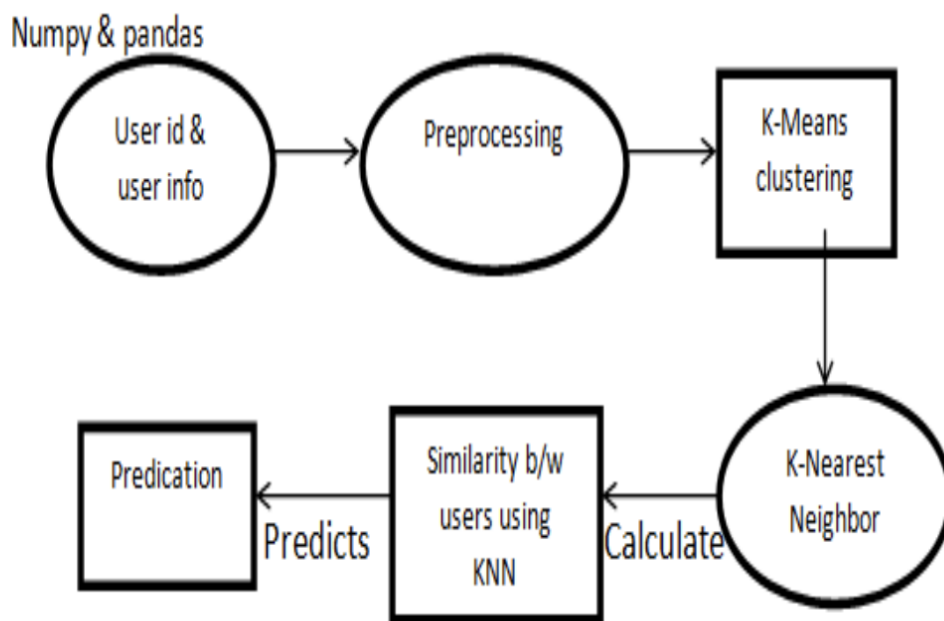 Numpy & pandas
User id &
user info
Preprocessing
K-Means
clustering
K-Nearest
Neighbor
Calculate
Similarity b/w
users using
KNN
Predicts
Predication